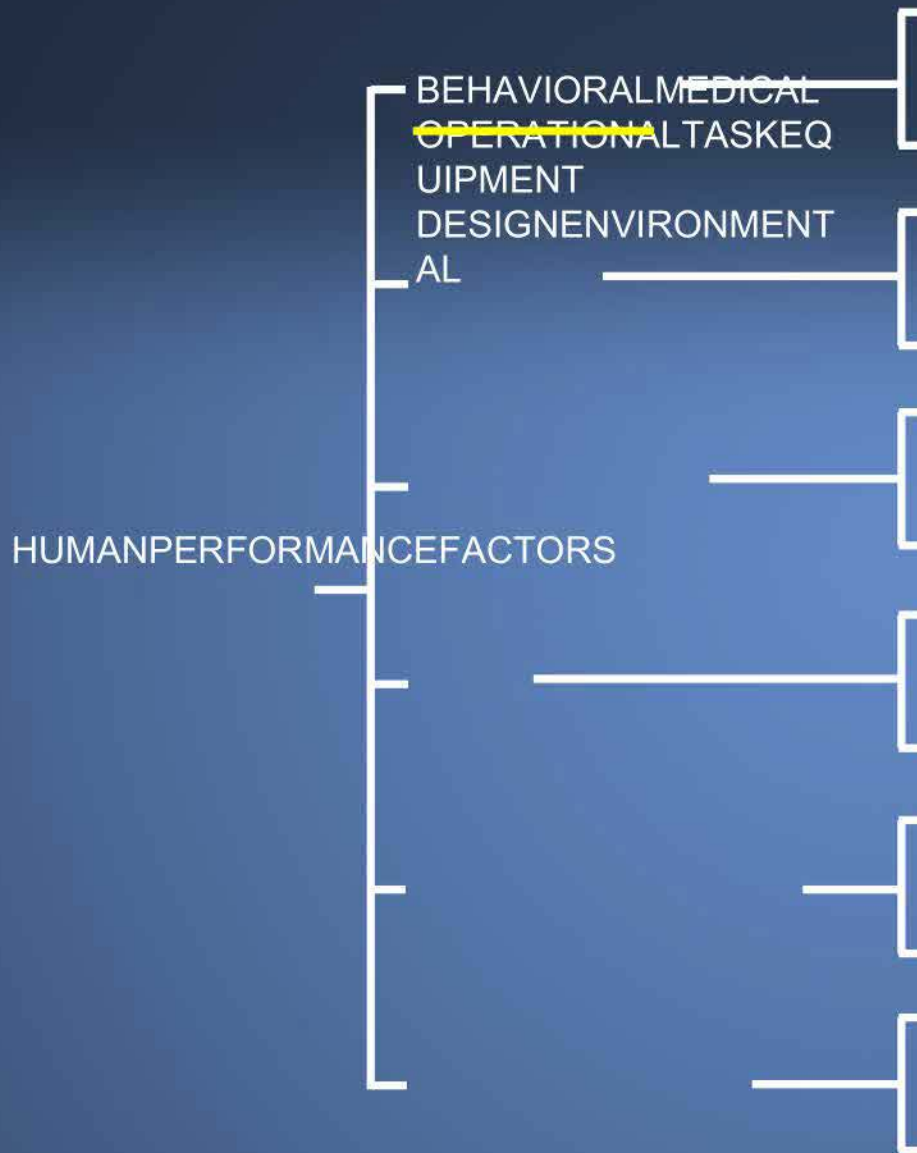 BEHAVIORALMEDICAL
OPERATIONALTASKEQ
UIPMENT
DESIGNENVIRONMENT
AL
HUMANPERFORMANCEFACTORS